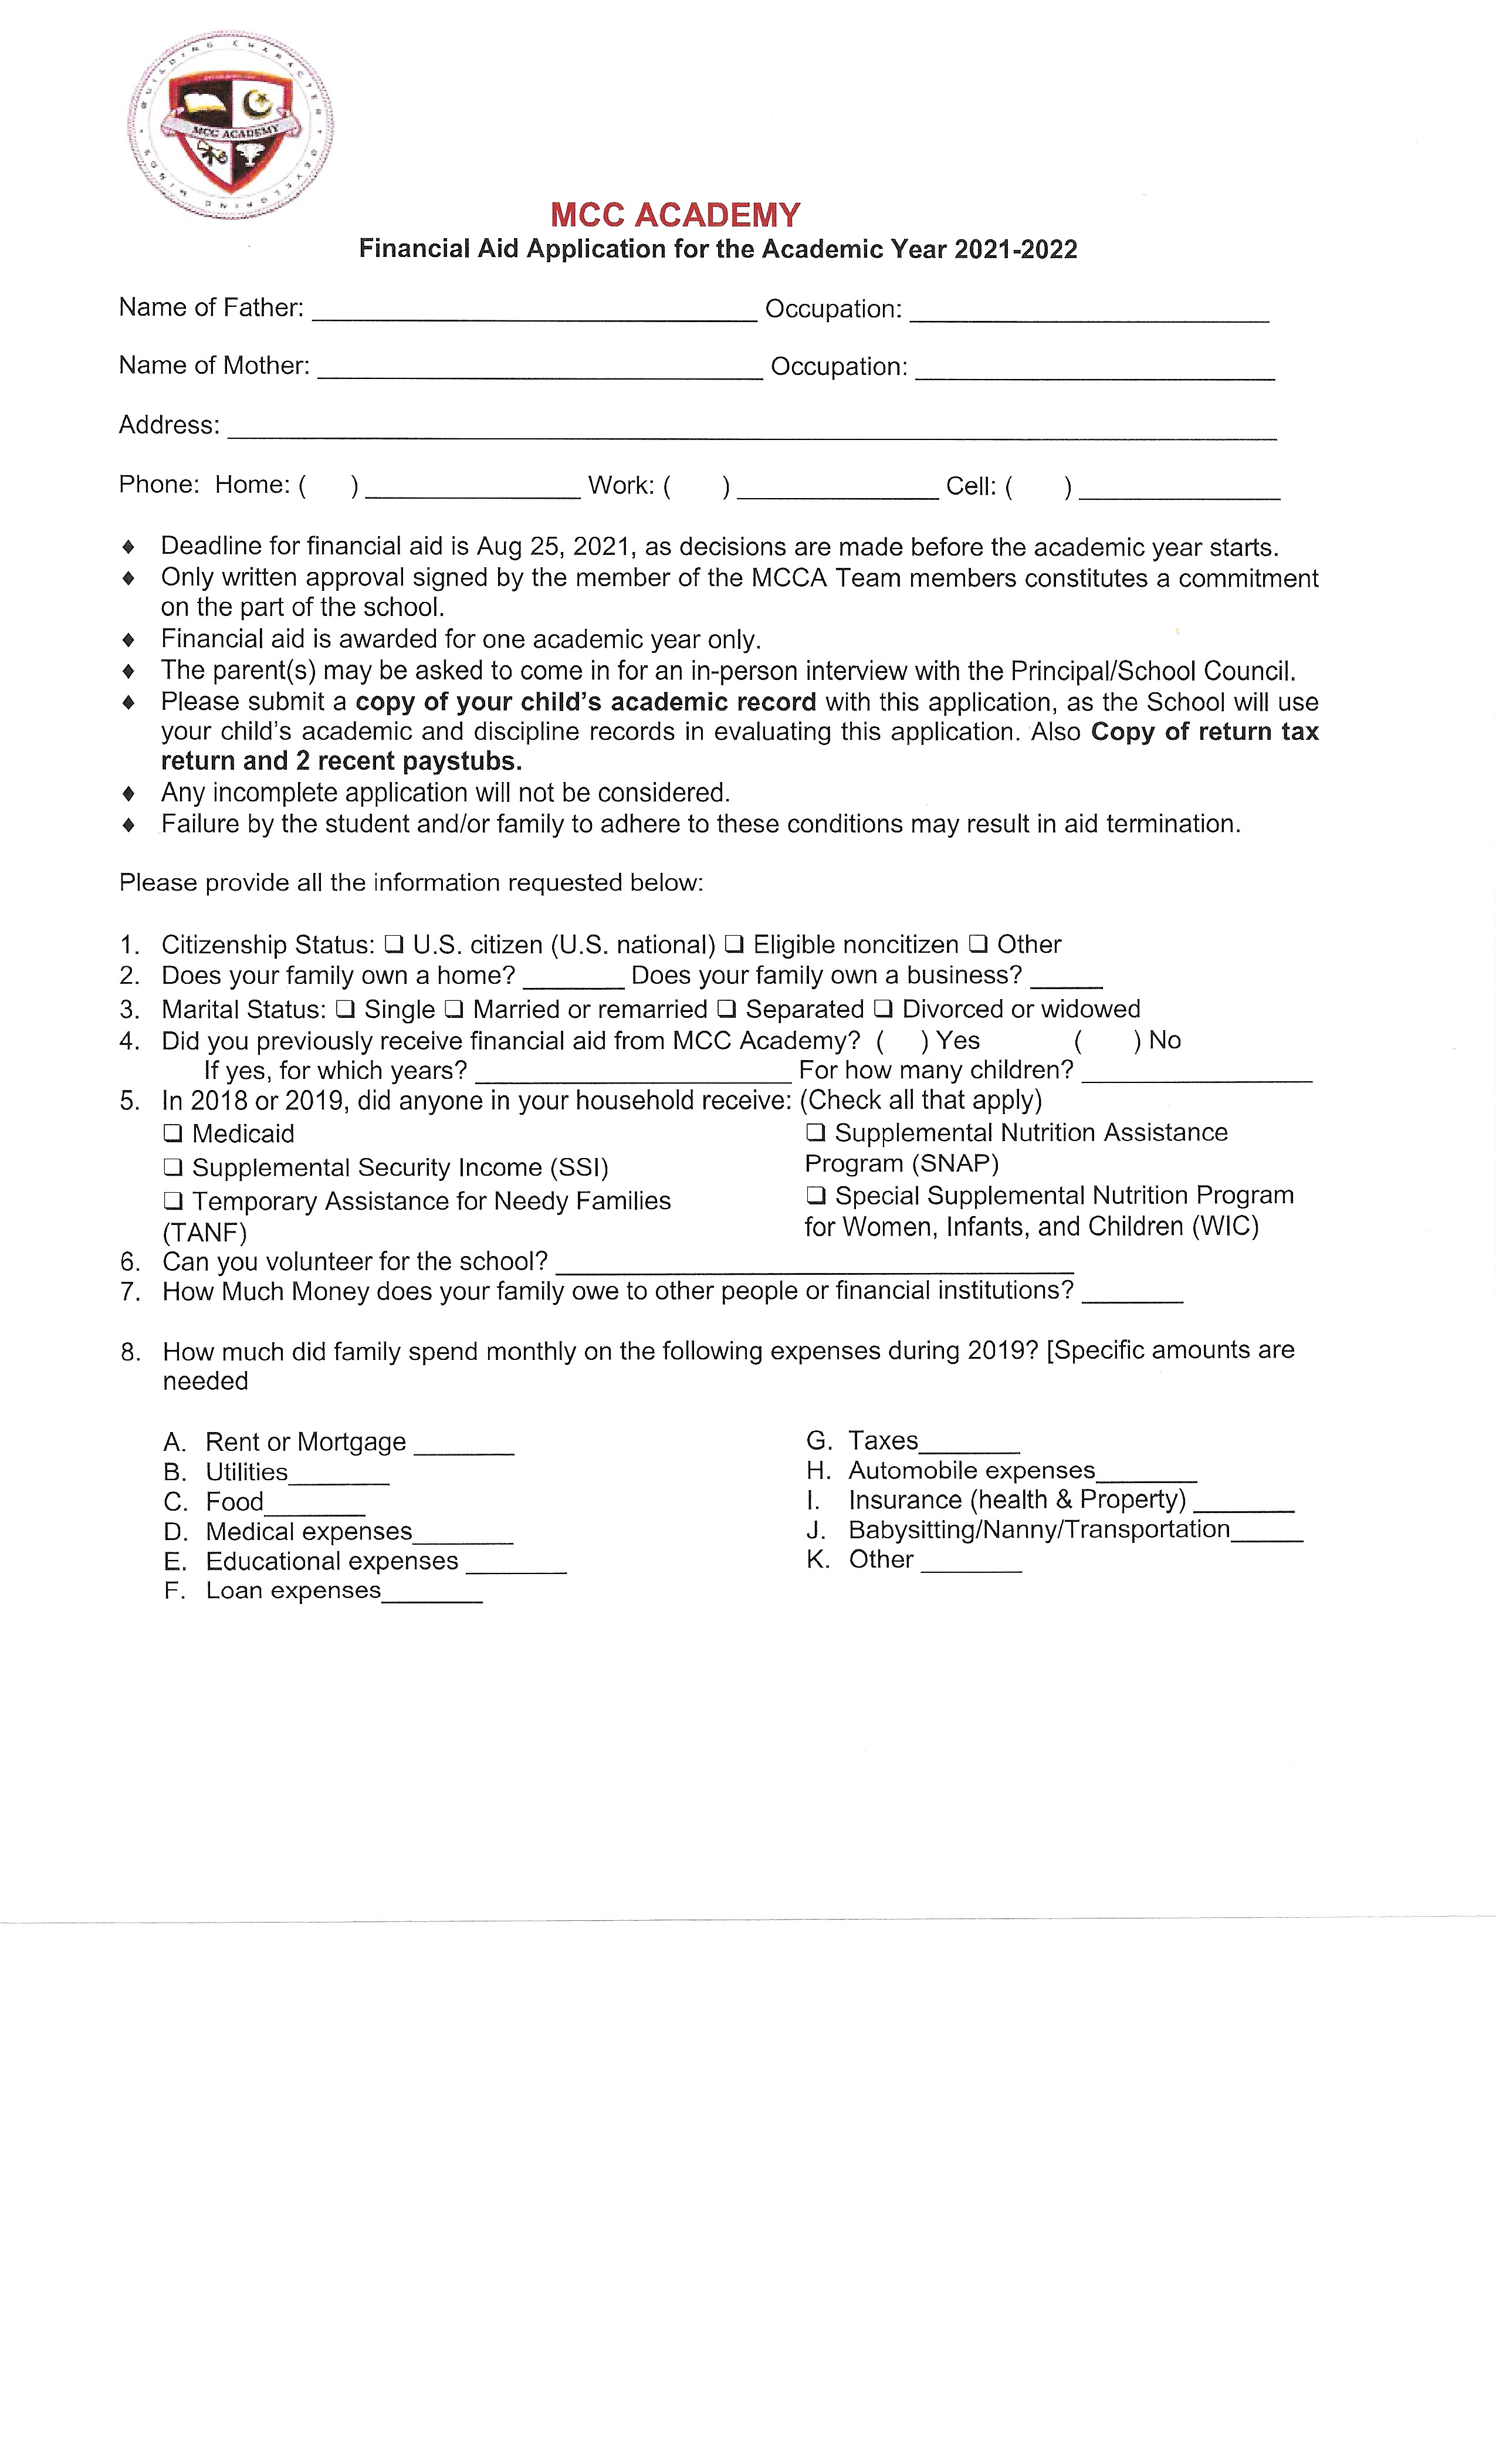 BUILDING CHARACTER • DEVELOPING MINDS •
MCC ACADEMY
MCC ACADEMY
Financial Aid Application for the Academic Year 2021-2022
Name of Father: ______________________________ Occupation: ________________________
Name of Mother: ______________________________ Occupation: ________________________
Address: ______________________________________________________________________
Phone: Home: ( ) ______________ Work: ( ) ______________ Cell: ( ) ______________
♦ Deadline for financial aid is Aug 25, 2021, as decisions are made before the academic year starts.
♦ Only written approval signed by the member of the MCCA Team members constitutes a commitment
on the part of the school.
♦ Financial aid is awarded for one academic year only.
♦ The parent(s) may be asked to come in for an in-person interview with the Principal/School Council.
♦ Please submit a copy of your child's academic record with this application, as the School will use
your child's academic and discipline records in evaluating this application. Also Copy of return tax
return and 2 recent paystubs.
♦ Any incomplete application will not be considered.
♦ Failure by the student and/or family to adhere to these conditions may result in aid termination.
Please provide all the information requested below:
1. Citizenship Status: ❑ U.S. citizen (U.S. national) ❑ Eligible noncitizen ❑ Other
2. Does your family own a home? _______ Does your family own a business? _____
3. Marital Status: ❑ Single ❑ Married or remarried ❑ Separated ❑ Divorced or widowed
4. Did you previously receive financial aid from MCC Academy? ( ) Yes ( ) No
If yes, for which years? ______________________ For how many children? ________________
5. In 2018 or 2019, did anyone in your household receive: (Check all that apply)
❑ Medicaid
❑ Supplemental Security Income (SSI)
❑ Temporary Assistance for Needy Families
(TANF)
❑ Supplemental Nutrition Assistance
Program (SNAP)
❑ Special Supplemental Nutrition Program
for Women, Infants, and Children (WIC)
6. Can you volunteer for the school? ____________________________________
7. How Much Money does your family owe to other people or financial institutions? _______
8. How much did family spend monthly on the following expenses during 2019? [Specific amounts are
needed
A. Rent or Mortgage _______
B. Utilities_______
C. Food_______
D. Medical expenses_______
E. Educational expenses _______
F. Loan expenses_______
G. Taxes_______
H. Automobile expenses_______
I. Insurance (health & Property) _______
J. Babysitting/Nanny/Transportation_____
K. Other _______